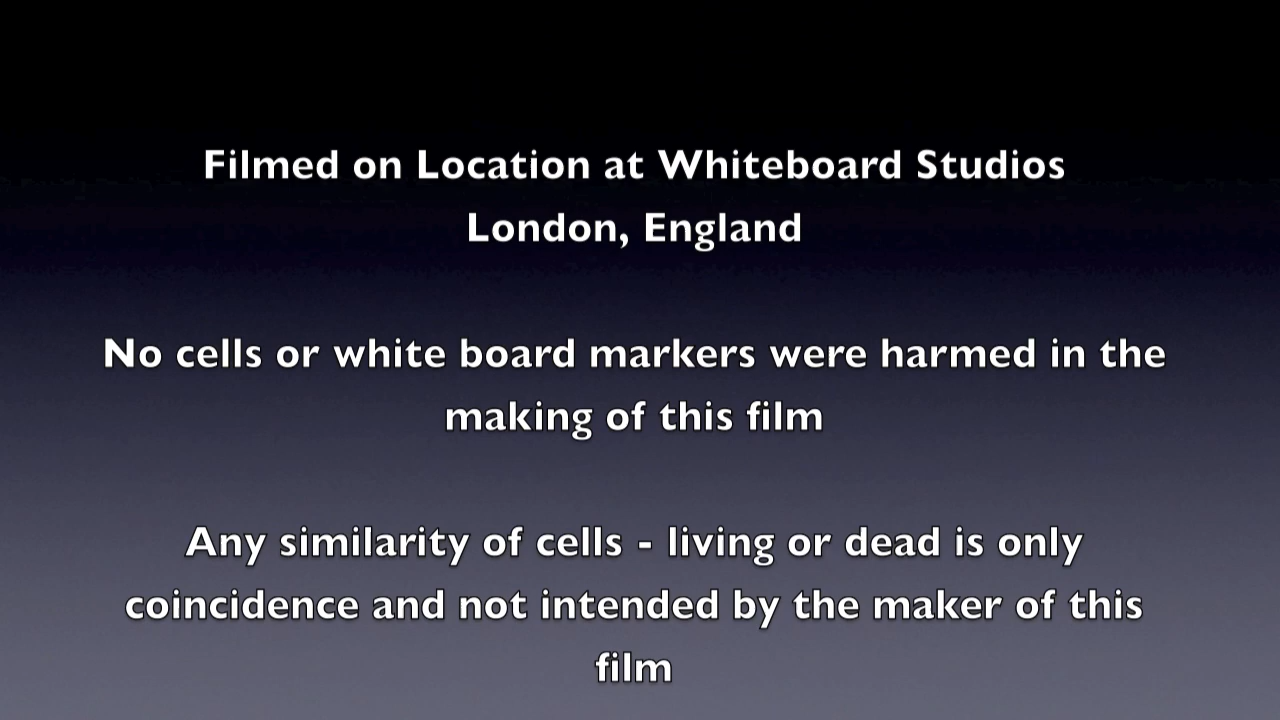 Filmed on Location at Whiteboard Studios
London, England
No cells or white board markers were harmed in the
making of this film
Any similarity of cells - living or dead is only
coincidence and not intended by the maker of this
film